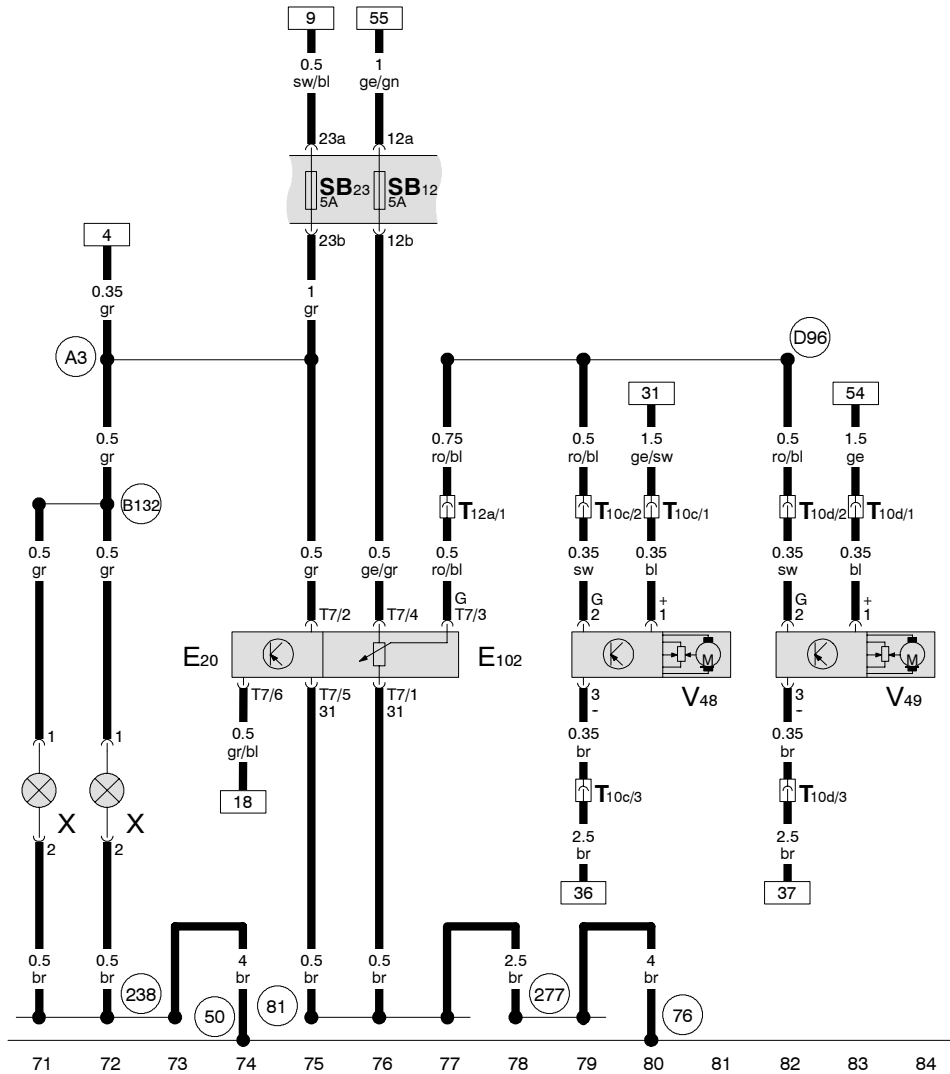 9 55
0.5 sw/bl 1 ge/gn
23a 12a
SB23 5A SB12 5A
23b 12b
4
0.35 gr 1 gr
A3 D96
31 54
0.5 gr 0.75 ro/bl 0.5 ro/bl 1.5 ge/sw 0.5 ro/bl 1.5 ge
B132 T12a/1 T10c/2 T10c/1 T10d/2 T10d/1
0.5 gr 0.5 gr 0.5 gr 0.5 ge/gr 0.5 ro/bl 0.35 sw 0.35 bl 0.35 sw 0.35 bl
T7/2 T7/4 G T7/3 G 2 + 1 G 2 + 1
E20 E102 M M
T7/6 T7/5 31 T7/1 31 3 - V48 3 - V49
0.5 gr/bl 0.35 br 0.35 br
1 1
18 T10c/3 T10d/3
X X
2 2 2.5 br 2.5 br
36 37
0.5 br 0.5 br 4 br 0.5 br 0.5 br 2.5 br 4 br
238 50 81 277 76
71 72 73 74 75 76 77 78 79 80 81 82 83 84